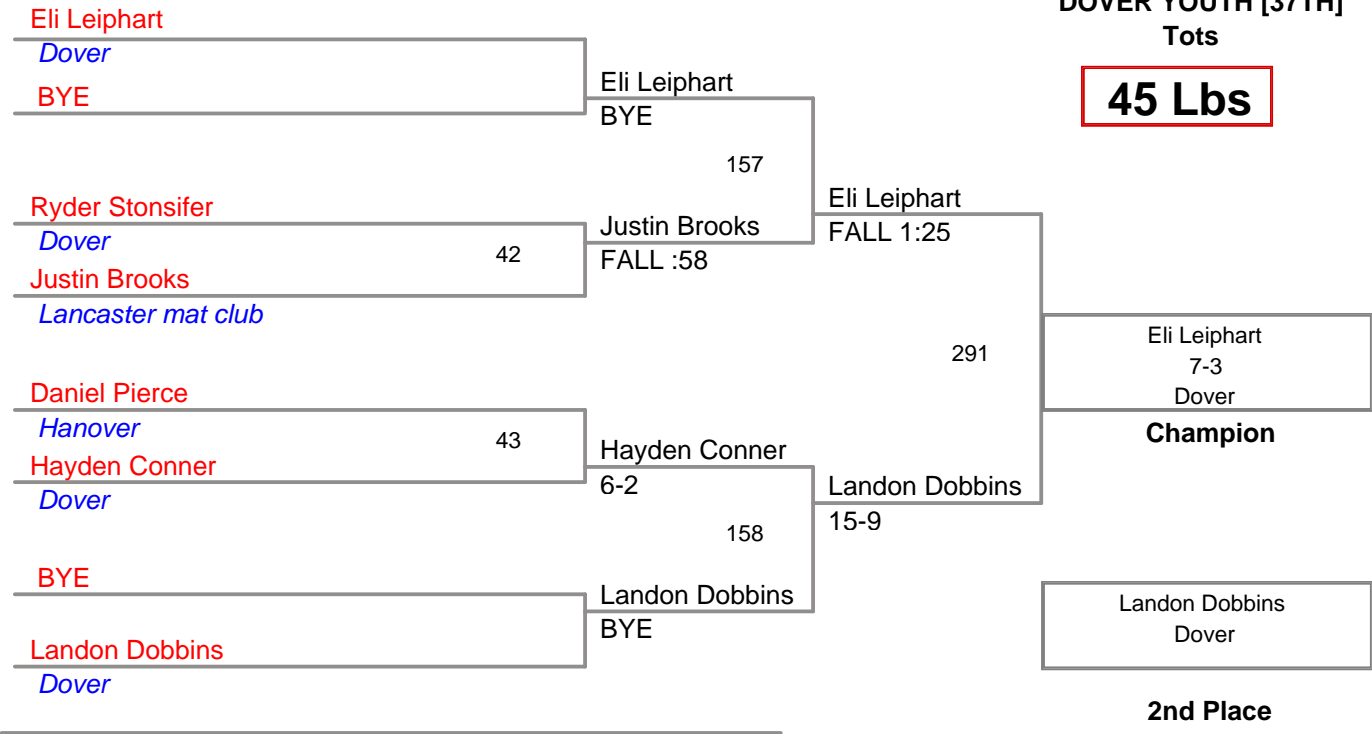 DOVER YOUTH [37TH]
Tots
45 Lbs
Eli Leiphart
Dover
BYE
Eli Leiphart
BYE
157
Ryder Stonsifer
Dover
42
Justin Brooks
Lancaster mat club
Justin Brooks
FALL :58
Eli Leiphart
FALL 1:25
291
Daniel Pierce
Hanover
43
Hayden Conner
Dover
Hayden Conner
6-2
158
Landon Dobbins
15-9
BYE
Landon Dobbins
Dover
Landon Dobbins
BYE
Eli Leiphart
7-3
Dover
Champion
Landon Dobbins
Dover
2nd Place